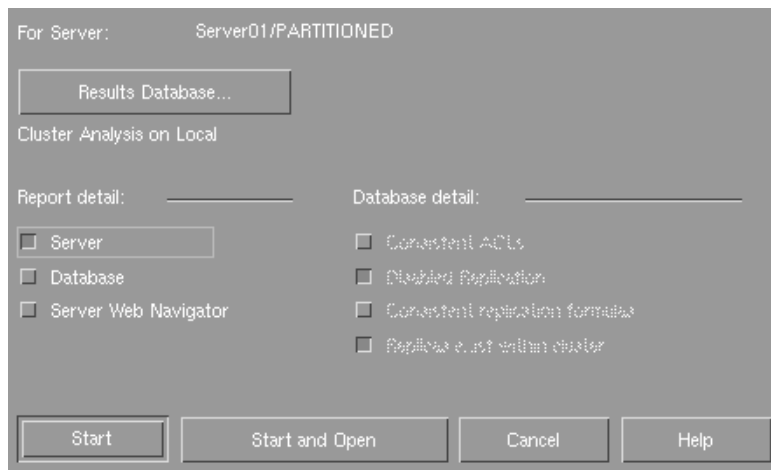 For Server: Server01/PARTITIONED
Results Database...
Cluster Analysis on Local
Report detail:
Server
Database
Server Web Navigator
Database detail:
Consistent ACLs
Disabled Replication
Consistent replication formulas
Replicas exist within cluster
Start
Start and Open
Cancel
Help